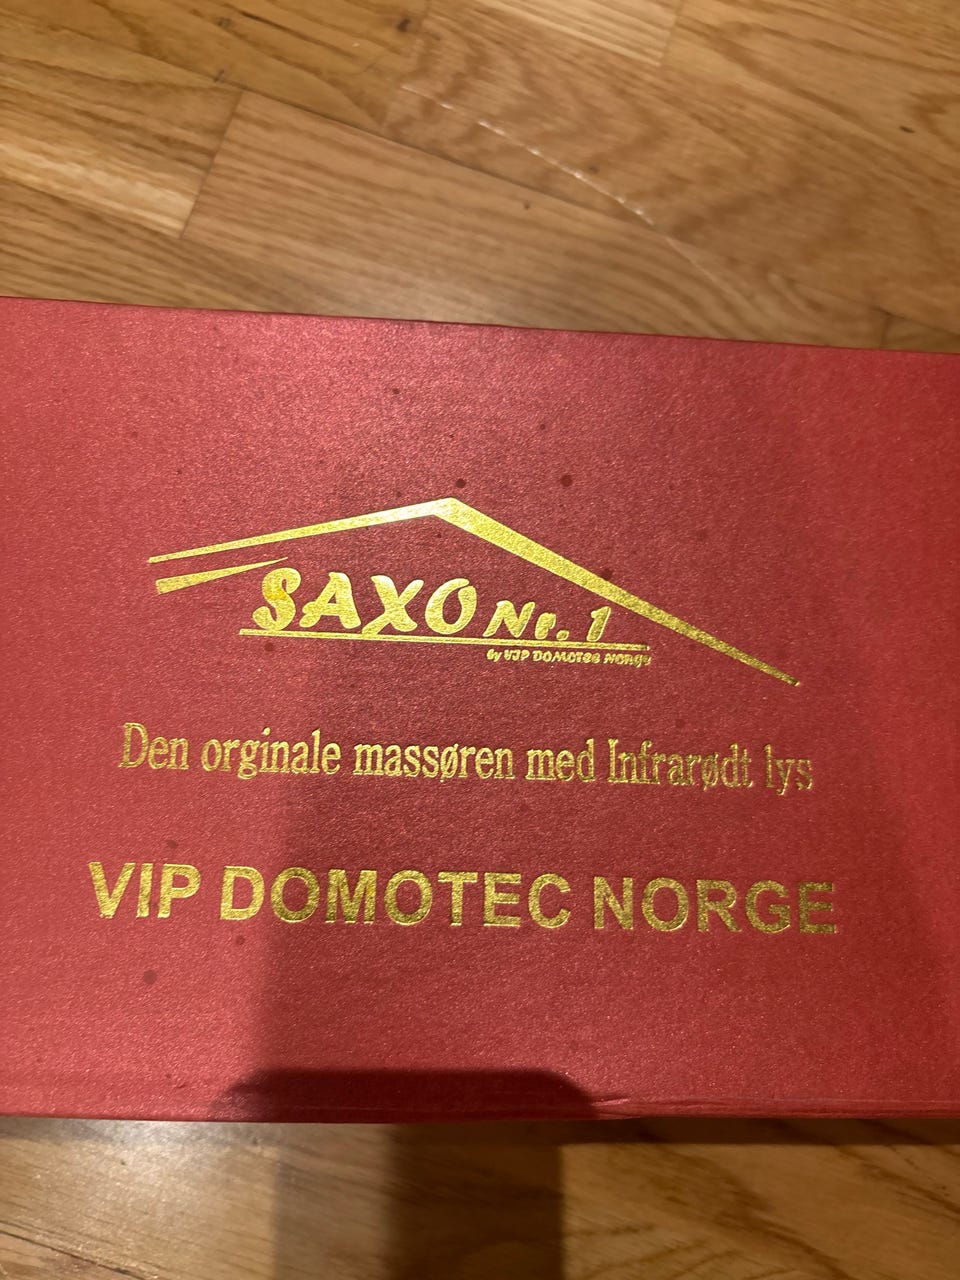 SAXO Nr. 1
by VIP DOMOTEC NORGE
Den orginale massøren med Infrarødt lys
VIP DOMOTEC NORGE